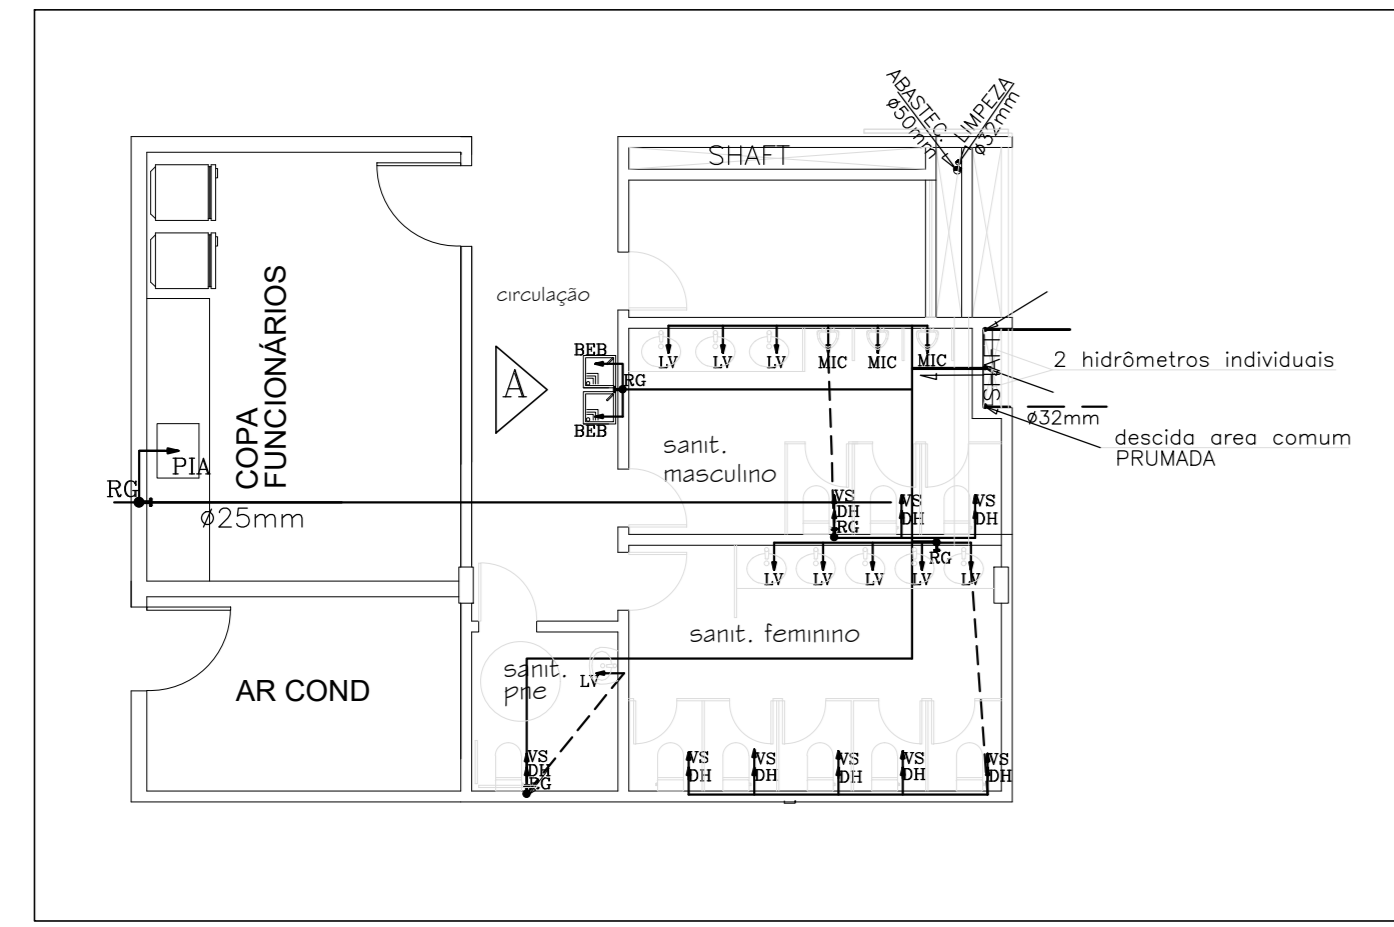 ABASTEC.
ø50mm
LIMPEZA
ø32mm
SHAFT
circulação
COPA
FUNCIONÁRIOS
BEB
RG
BEB
A
LV
LV
LV
MIC
MIC
MIC
SHAFT
2 hidrômetros individuais
ø32mm
descida area comum
PRUMADA
sanit.
masculino
PIA
RG
ø25mm
VS
DH
RG
VS
DH
VS
DH
RG
LV
LV
LV
LV
LV
sanit. feminino
sanit.
pne
LV
AR COND
VS
DH
RG
VS
DH
VS
DH
VS
DH
VS
DH
VS
DH